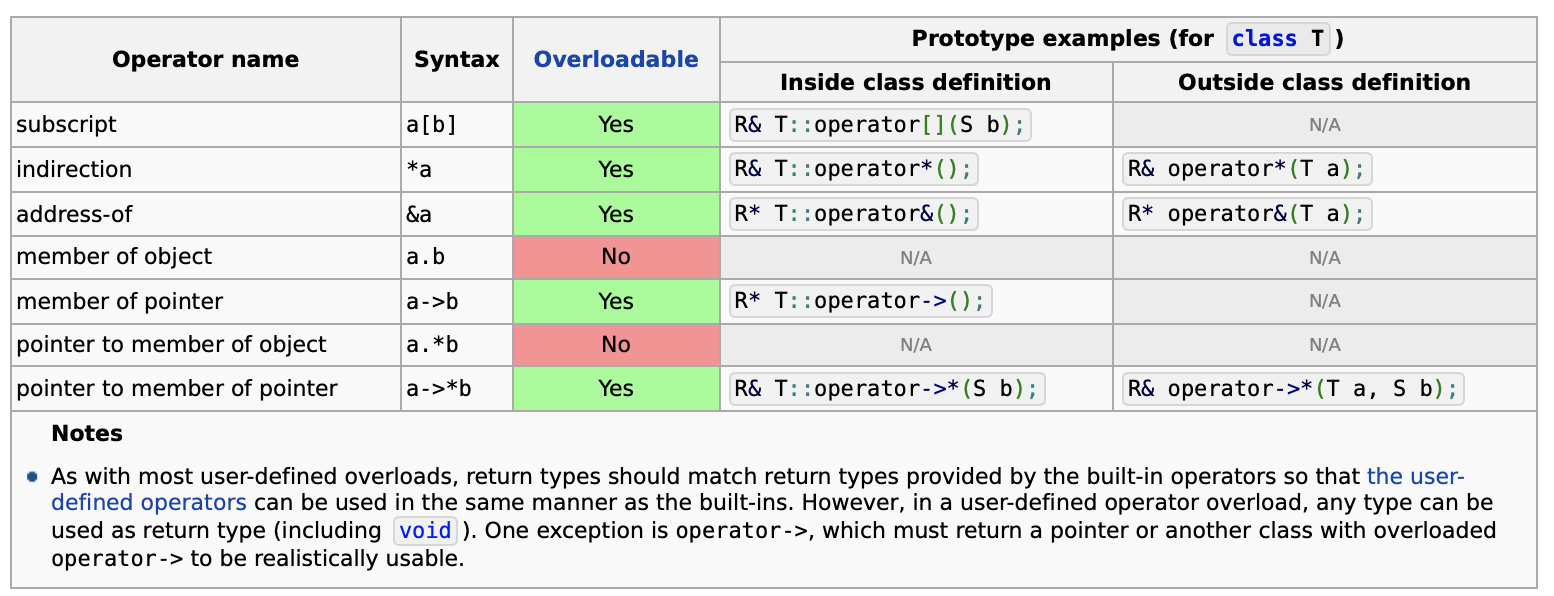 Operator name Syntax Overloadable Prototype examples (for class T )
Inside class definition Outside class definition
subscript a[b] Yes R& T::operator[](S b); N/A
indirection *a Yes R& T::operator*(); R& operator*(T a);
address-of &a Yes R* T::operator&(); R* operator&(T a);
member of object a.b No N/A N/A
member of pointer a->b Yes R* T::operator->(); N/A
pointer to member of object a.*b No N/A N/A
pointer to member of pointer a->*b Yes R& T::operator->*(S b); R& operator->*(T a, S b);
Notes
• As with most user-defined overloads, return types should match return types provided by the built-in operators so that the user-
defined operators can be used in the same manner as the built-ins. However, in a user-defined operator overload, any type can be
used as return type (including void ). One exception is operator->, which must return a pointer or another class with overloaded
operator-> to be realistically usable.